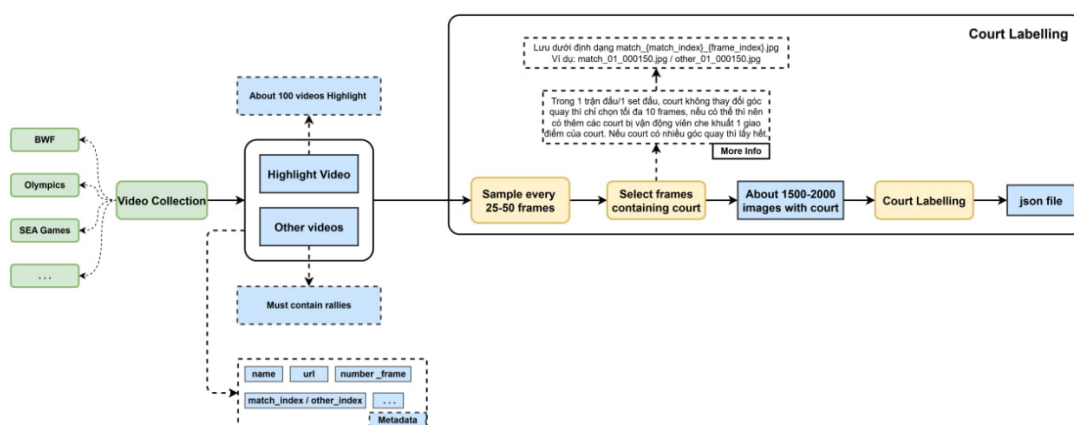 Court Labelling
Lưu dưới định dạng match_{match_index}_{frame_index}.jpg
Ví dụ: match_01_000150.jpg / other_01_000150.jpg
About 100 videos Highlight
Trong 1 trận đấu/1 set đấu, court không thay đổi góc
quay thì chỉ chọn tối đa 10 frames, nếu có thể thì nên
có thêm các court bị vận động viên che khuất 1 giao
điểm của court. Nếu court có nhiều góc quay thì lấy hết.
More Info
BWF
Olympics
SEA Games
. . .
Video Collection
Highlight Video
Other videos
Sample every
25-50 frames
Select frames
containing court
About 1500-2000
images with court
Court Labelling
json file
Must contain rallies
name
url
number _frame
match_index / other_index
. . .
Metadata